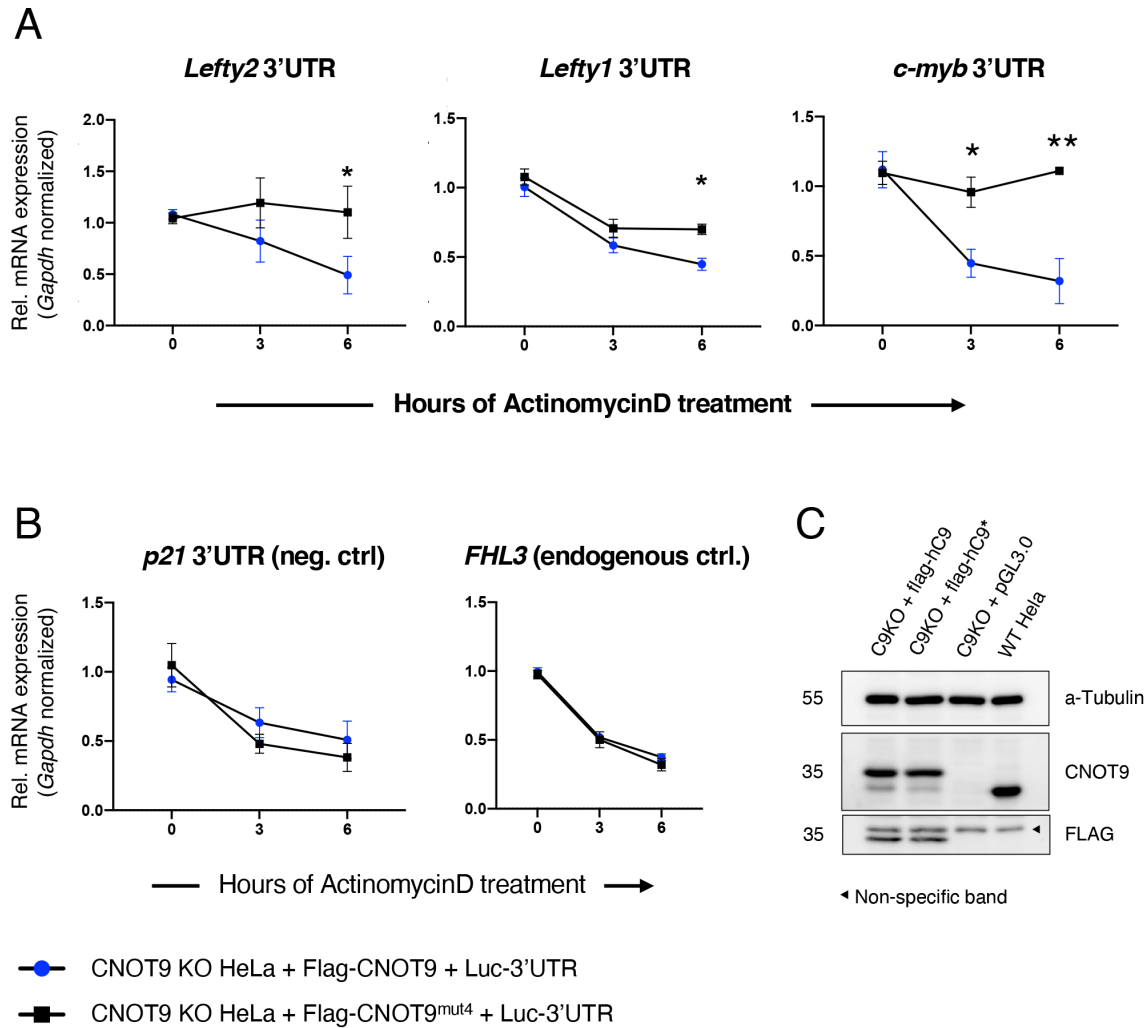 A
Lefty2 3’UTR
Lefty1 3’UTR
c-myb 3’UTR
Rel. mRNA expression
(Gapdh normalized)
2.0
1.5
1.0
0.5
0.0
0 3 6
*
1.5
1.0
0.5
0.0
0 3 6
*
1.5
1.0
0.5
0.0
0 3 6
* **
Hours of ActinomycinD treatment
B
p21 3’UTR (neg. ctrl)
FHL3 (endogenous ctrl.)
Rel. mRNA expression
(Gapdh normalized)
1.5
1.0
0.5
0.0
0 3 6
1.5
1.0
0.5
0.0
0 3 6
Hours of ActinomycinD treatment
C
C9KO + flag-hC9
C9KO + flag-hC9*
C9KO + pGL3.0
WT Hela
55 a-Tubulin
35 CNOT9
35 FLAG
Non-specific band
CNOT9 KO HeLa + Flag-CNOT9 + Luc-3’UTR
CNOT9 KO HeLa + Flag-CNOT9mut4 + Luc-3’UTR